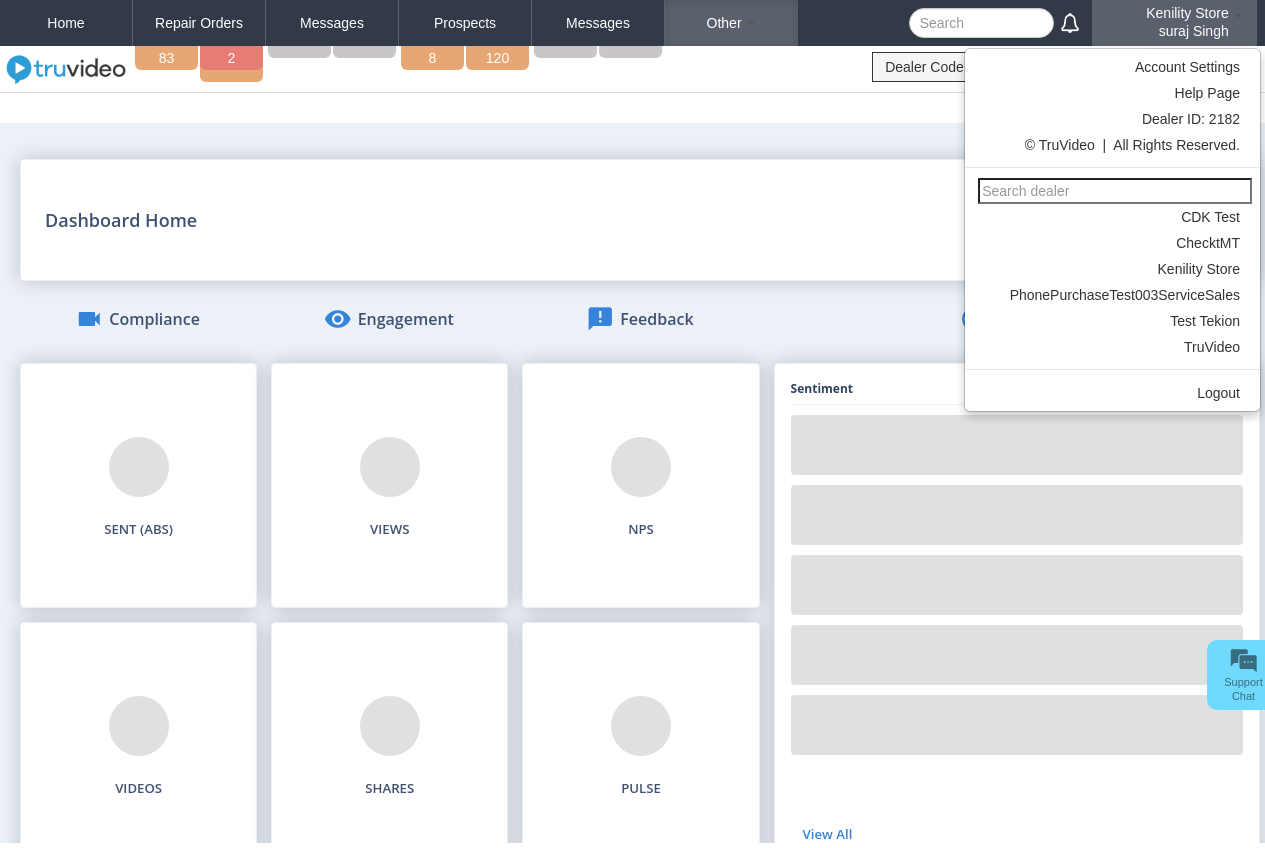 Home
Repair Orders
Messages
Prospects
Messages
Other
Search
Kenility Store
suraj Singh
truvideo
83
2
8
120
Dealer Code
Account Settings
Help Page
Dealer ID: 2182
© TruVideo | All Rights Reserved.
Search dealer
CDK Test
ChecktMT
Kenility Store
PhonePurchaseTest003ServiceSales
Test Tekion
TruVideo
Logout
Dashboard Home
Compliance
Engagement
Feedback
SENT (ABS)
VIEWS
NPS
Sentiment
VIDEOS
SHARES
PULSE
View All
Support
Chat